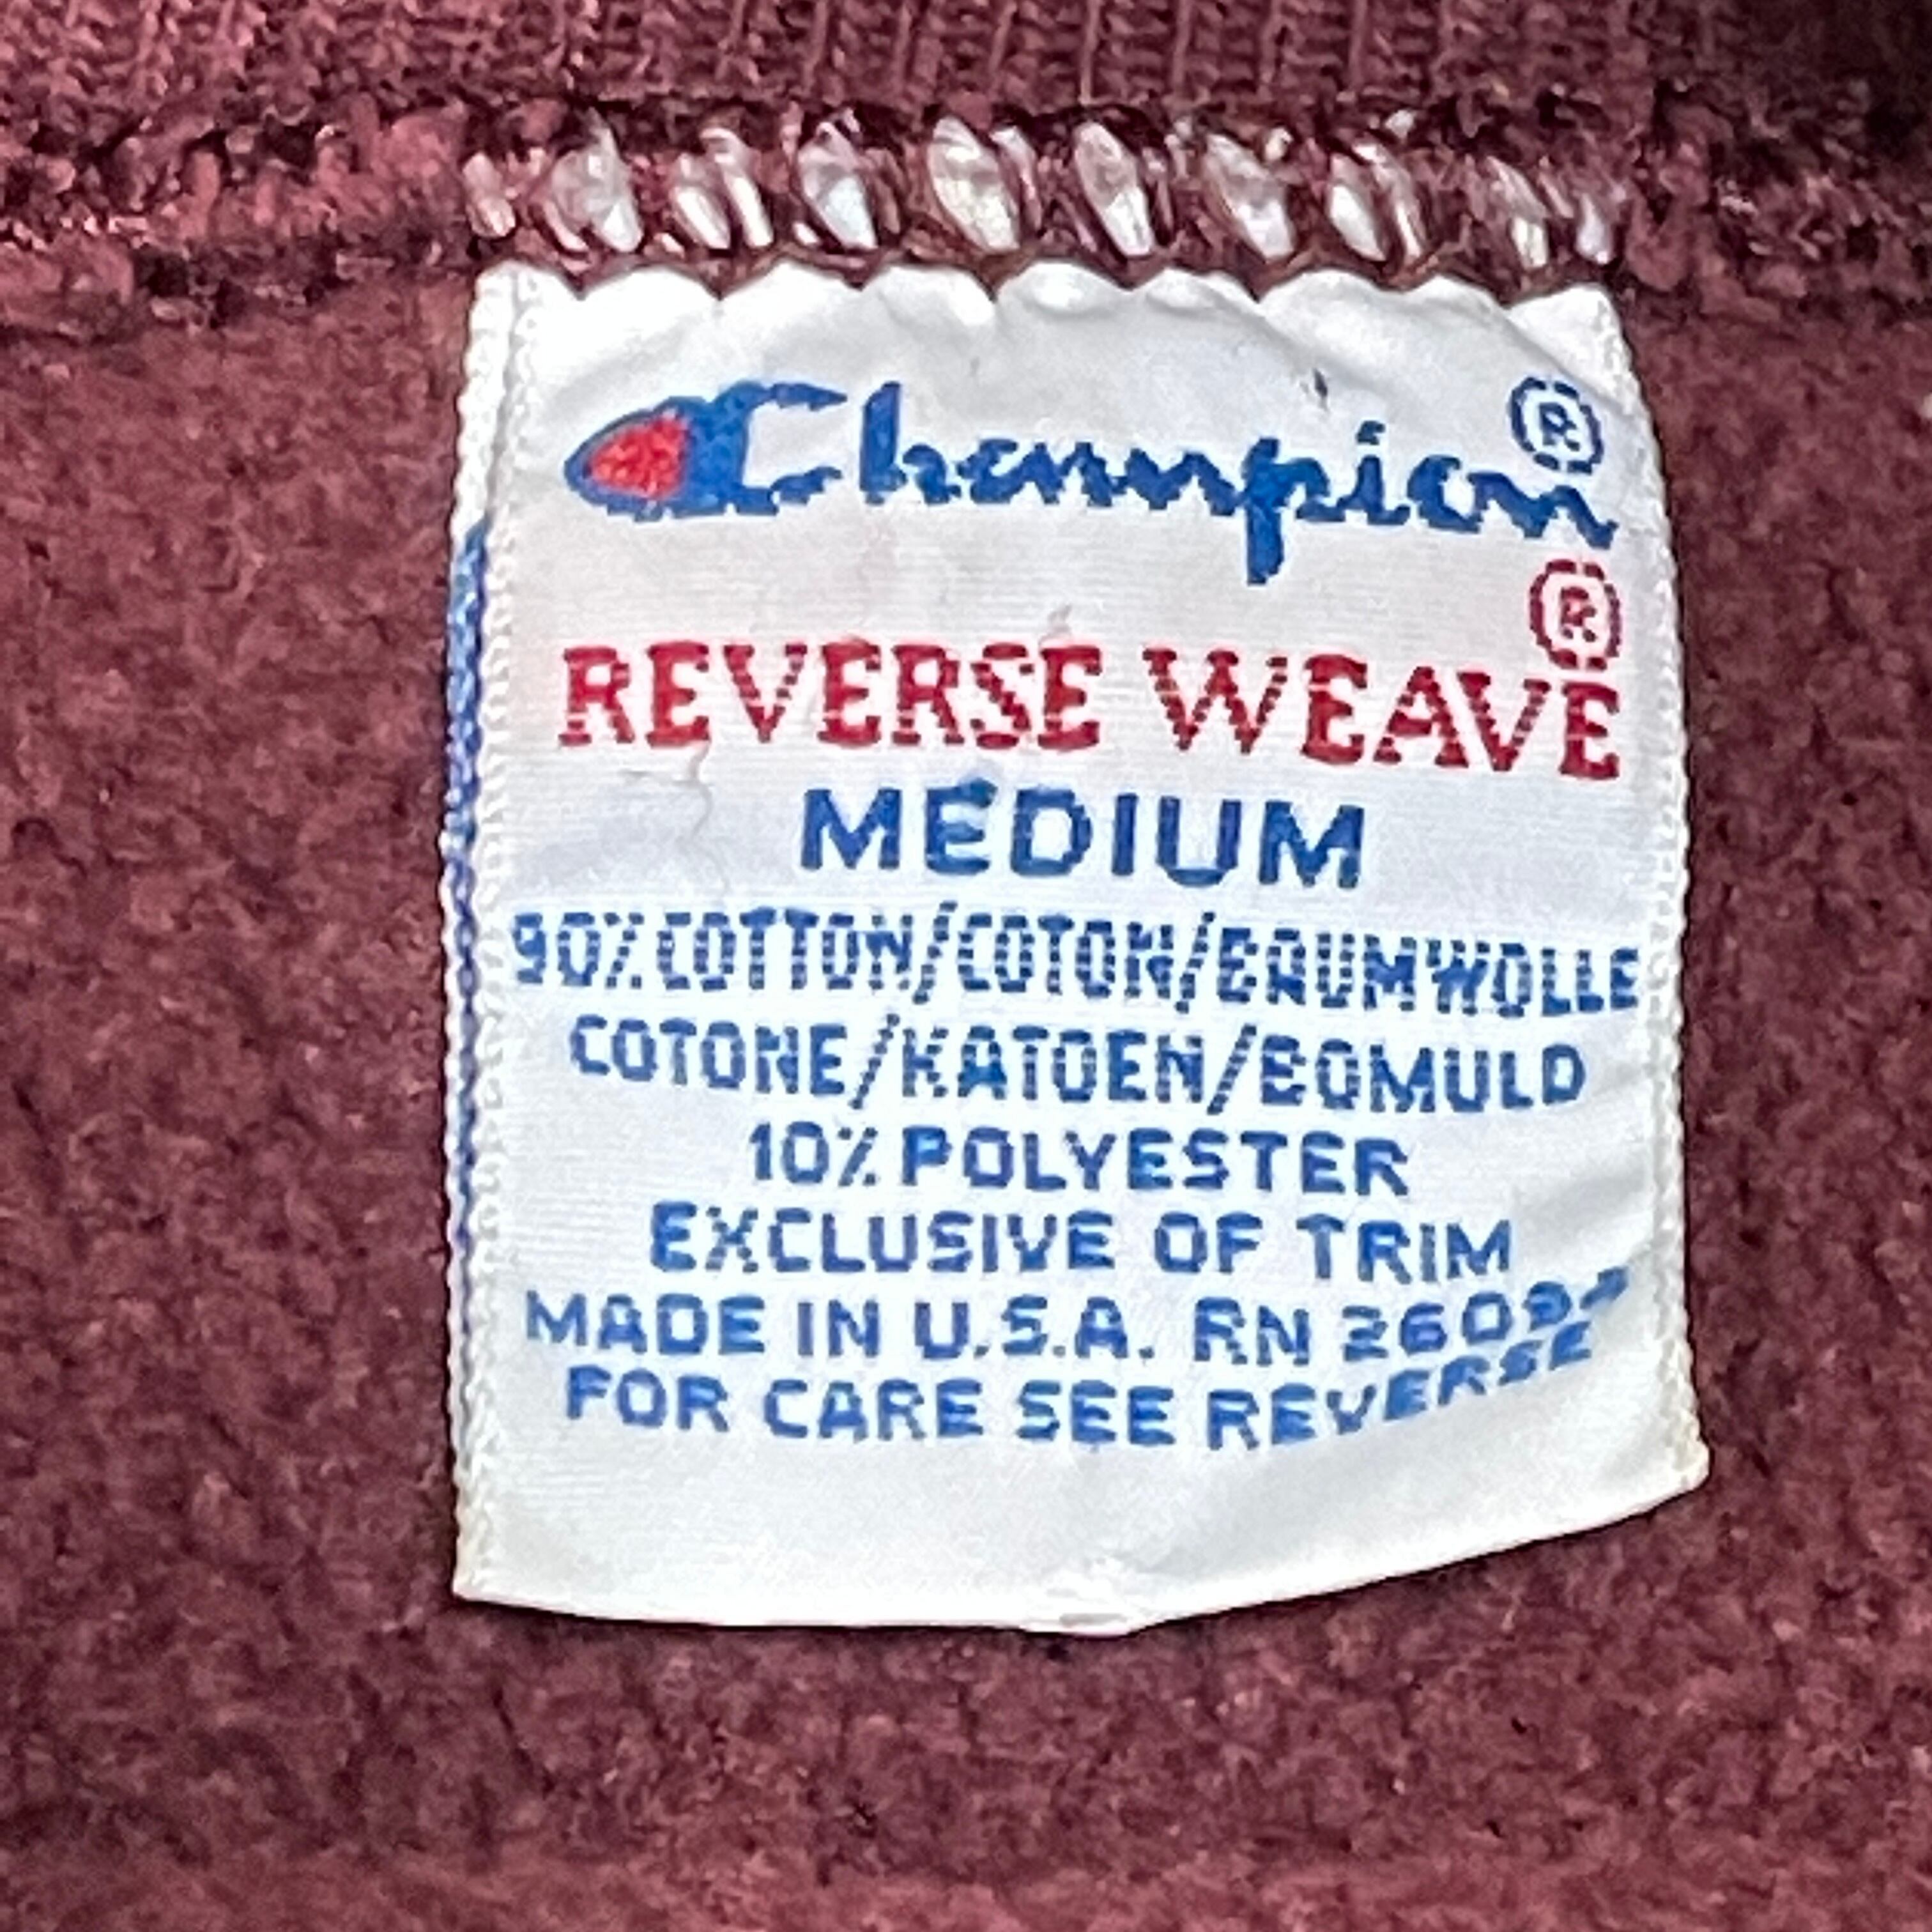 Champion®
REVERSE WEAVE®
MEDIUM
90% COTTON/COTON/BAUMWOLLE
COTONE/KATOEN/BOMULD
10% POLYESTER
EXCLUSIVE OF TRIM
MADE IN U.S.A. RN 26094
FOR CARE SEE REVERSE